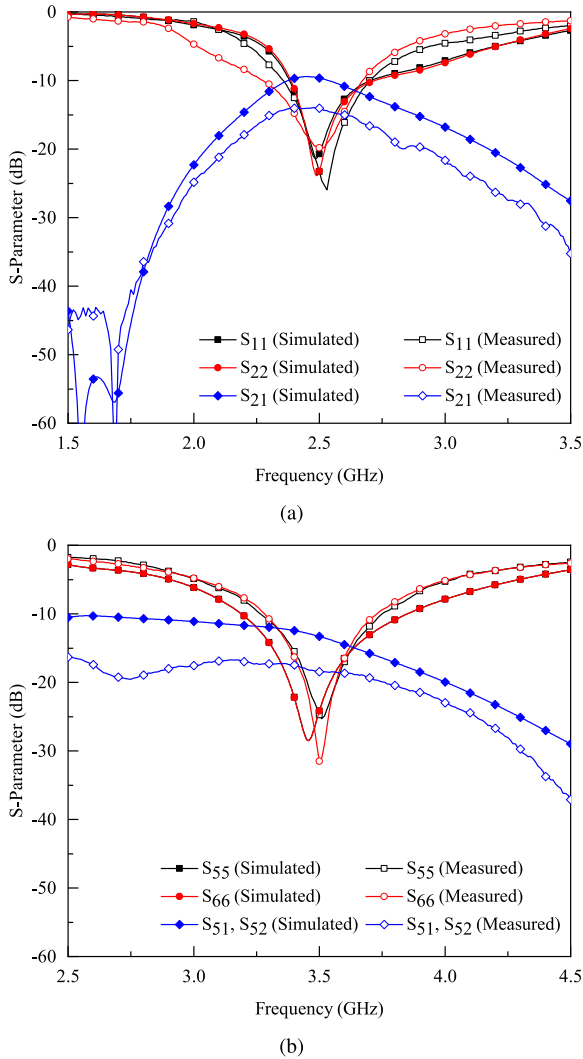 0
-10
-20
-30
-40
-50
-60
S-Parameter (dB)
S11 (Simulated) S11 (Measured)
S22 (Simulated) S22 (Measured)
S21 (Simulated) S21 (Measured)
1.5 2.0 2.5 3.0 3.5
Frequency (GHz)
(a)
0
-10
-20
-30
-40
-50
-60
S-Parameter (dB)
S55 (Simulated) S55 (Measured)
S66 (Simulated) S66 (Measured)
S51, S52 (Simulated) S51, S52 (Measured)
2.5 3.0 3.5 4.0 4.5
Frequency (GHz)
(b)